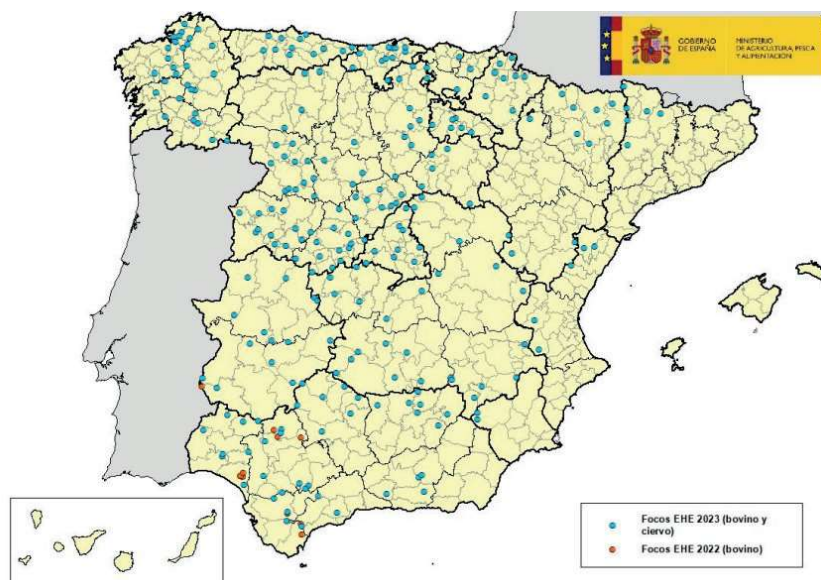 GOBIERNO
DE ESPAÑA
MINISTERIO
DE AGRICULTURA, PESCA
Y ALIMENTACIÓN
Focos EHE 2023 (bovino y
ciervo)
Focos EHE 2022 (bovino)